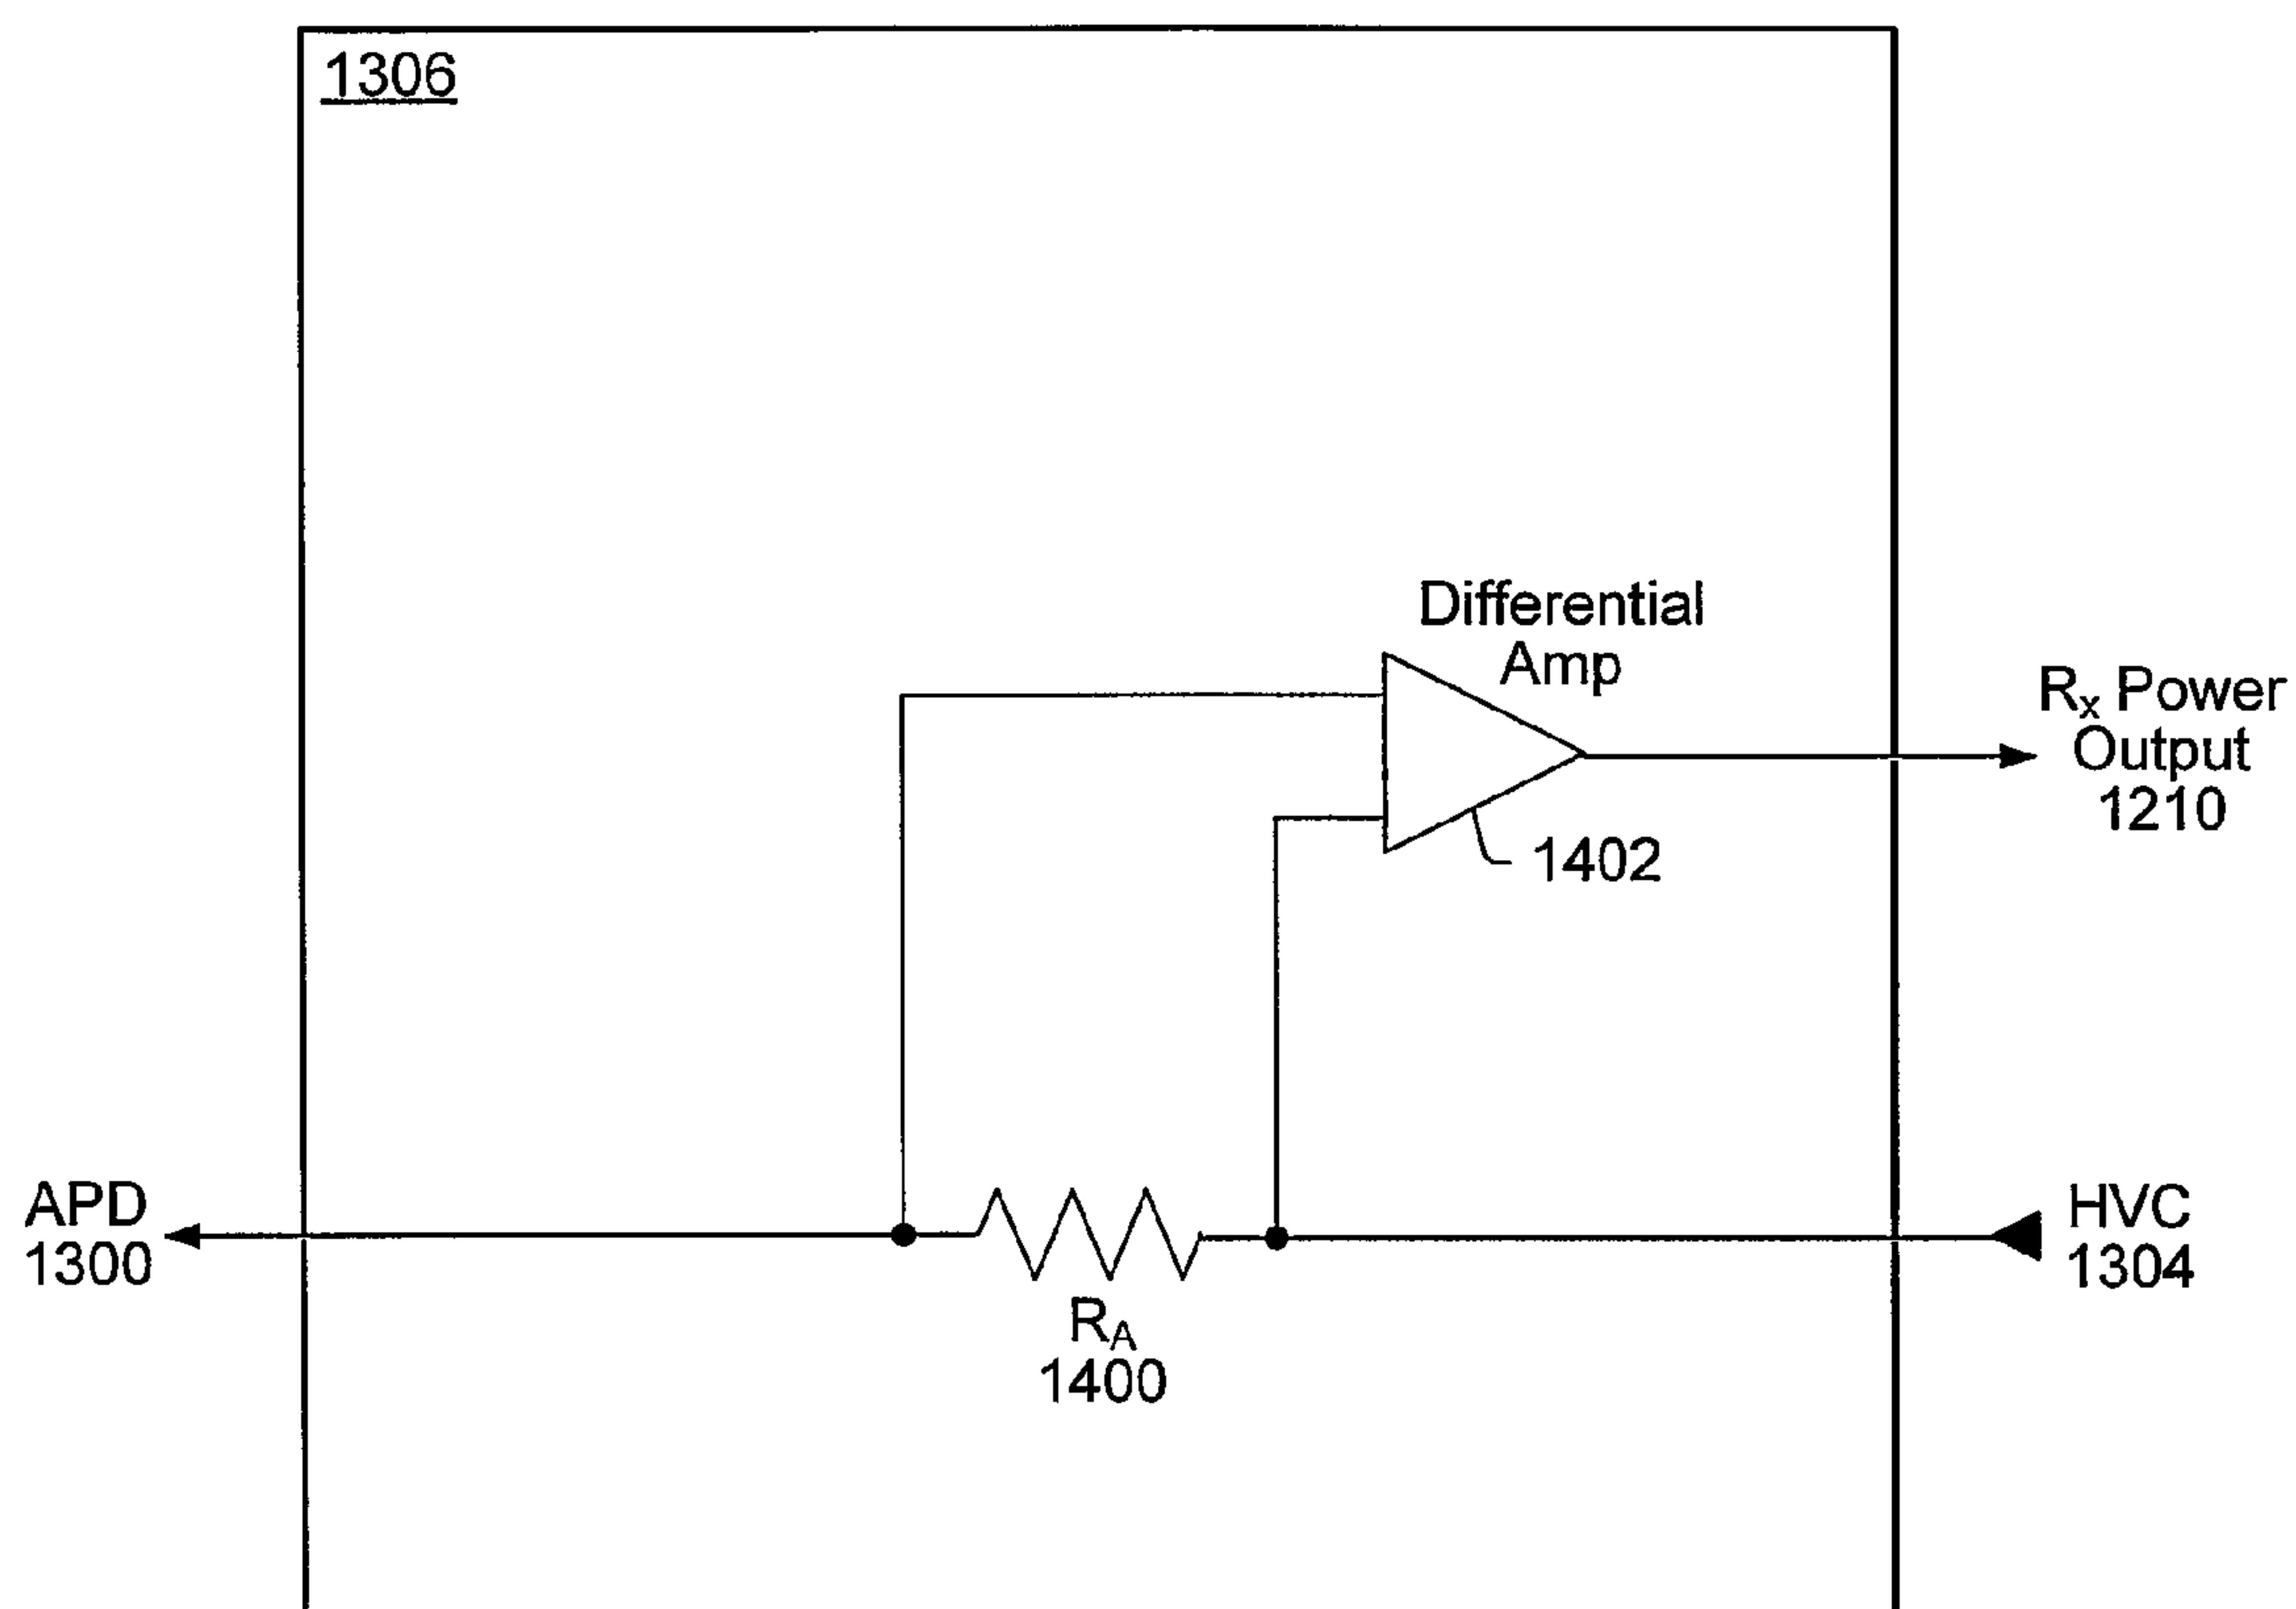 1306
Differential
Amp
Rx Power
Output
1210
1402
APD
1300
HVC
1304
RA
1400